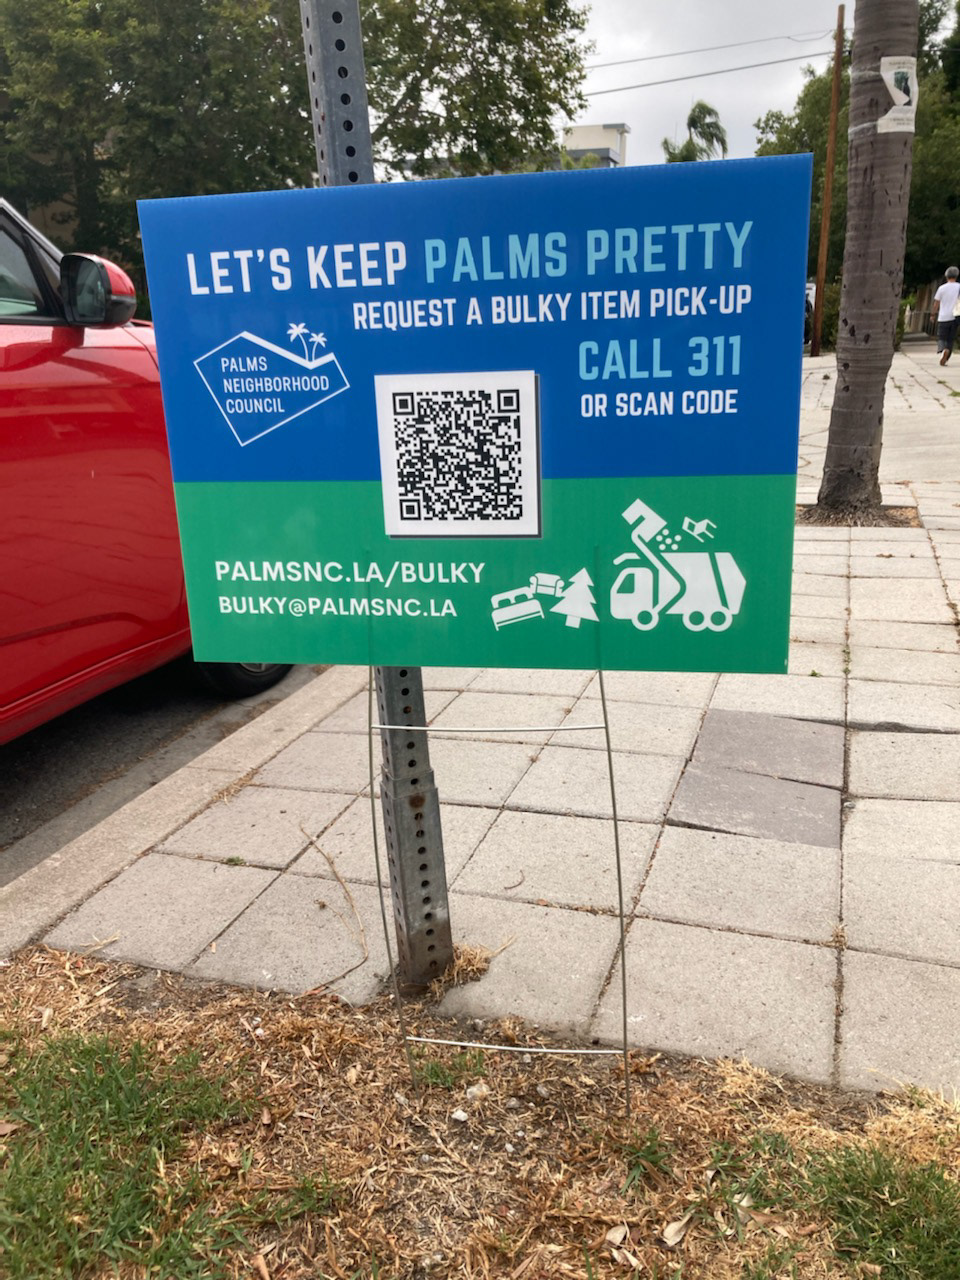 LET'S KEEP PALMS PRETTY
REQUEST A BULKY ITEM PICK-UP
CALL 311
OR SCAN CODE
PALMS
NEIGHBORHOOD
COUNCIL
PALMSNC.LA/BULKY
BULKY@PALMSNC.LA